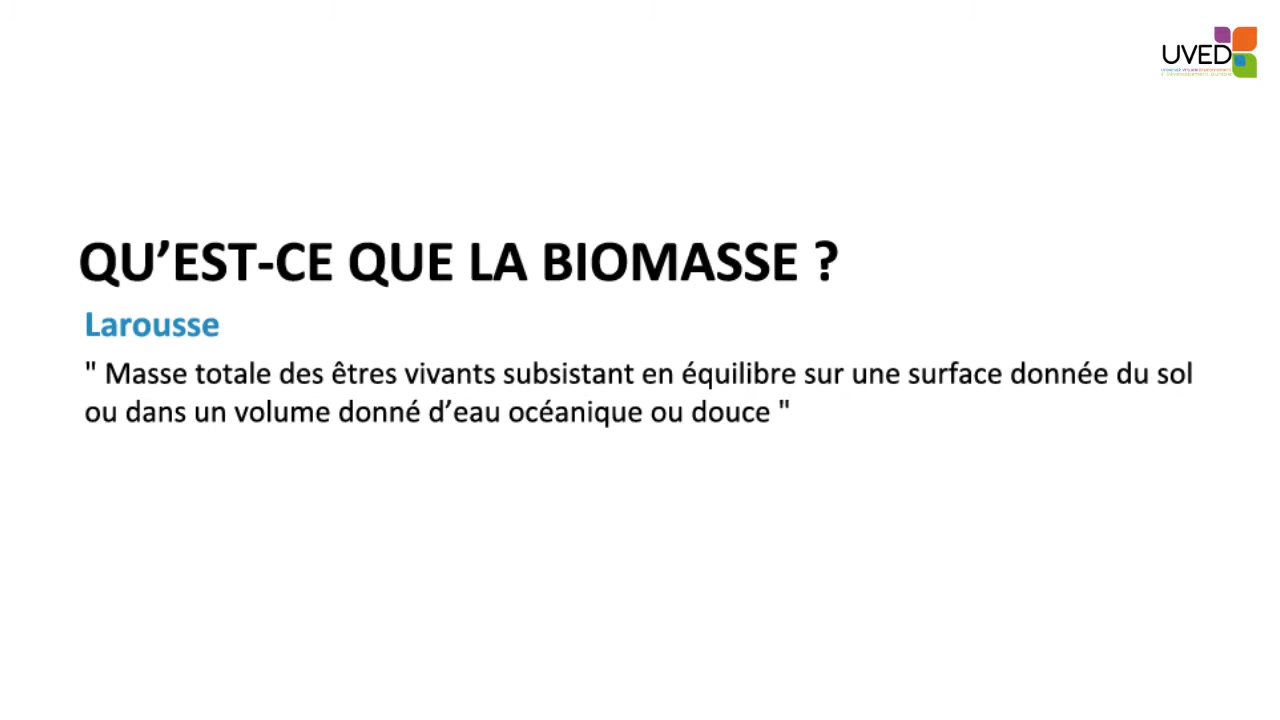 UVED
QU’EST-CE QUE LA BIOMASSE ?
Larousse
" Masse totale des êtres vivants subsistant en équilibre sur une surface donnée du sol
ou dans un volume donné d’eau océanique ou douce "